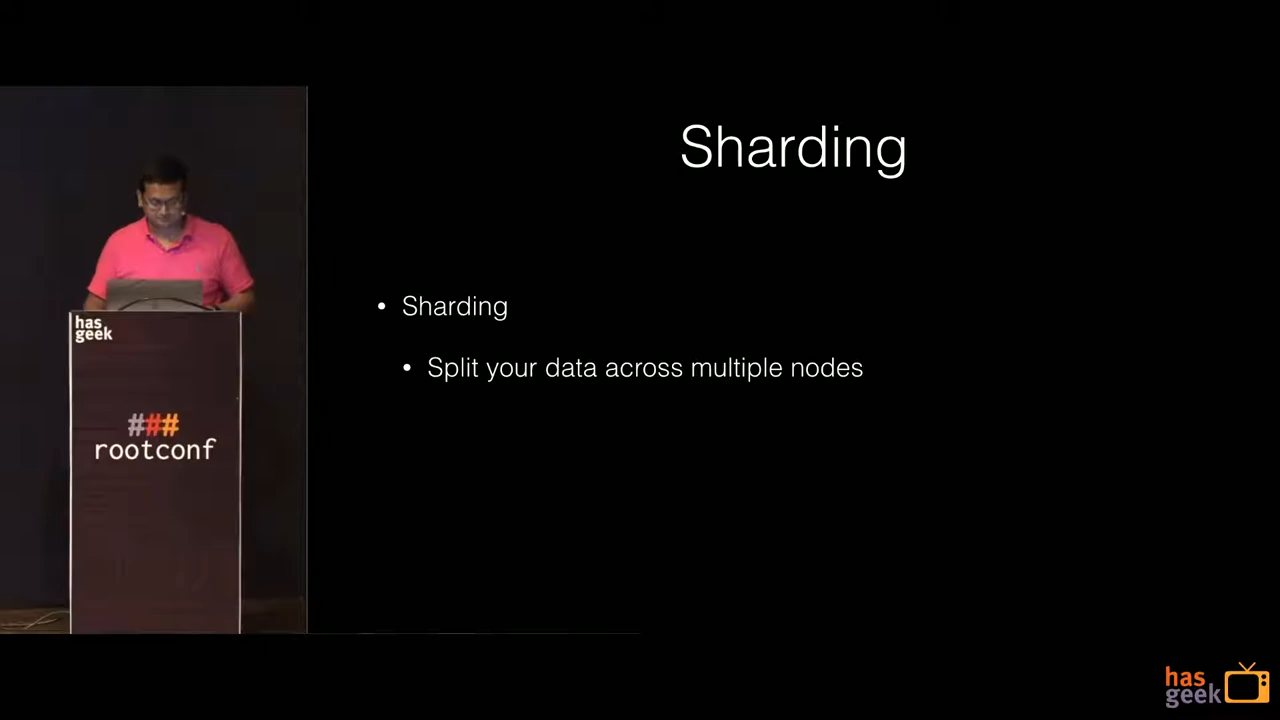 Sharding
• Sharding
• Split your data across multiple nodes
has
geek
###
rootconf
has
geek